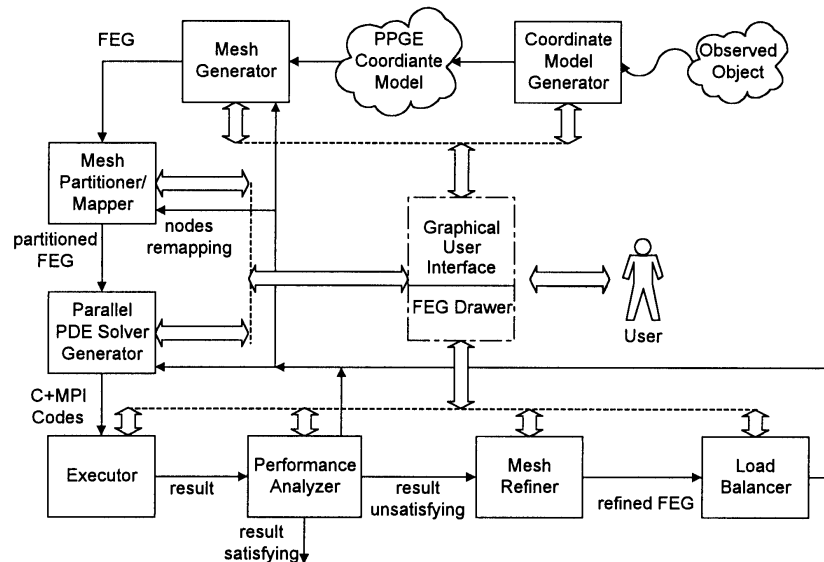 FEG
Mesh
Generator
PPGE
Coordiante
Model
Coordinate
Model
Generator
Observed
Object
Mesh
Partitioner/
Mapper
nodes
remapping
partitioned
FEG
Graphical
User
Interface
FEG Drawer
User
Parallel
PDE Solver
Generator
C+MPI
Codes
Executor
result
Performance
Analyzer
result
unsatisfying
Mesh
Refiner
refined FEG
Load
Balancer
result
satisfying